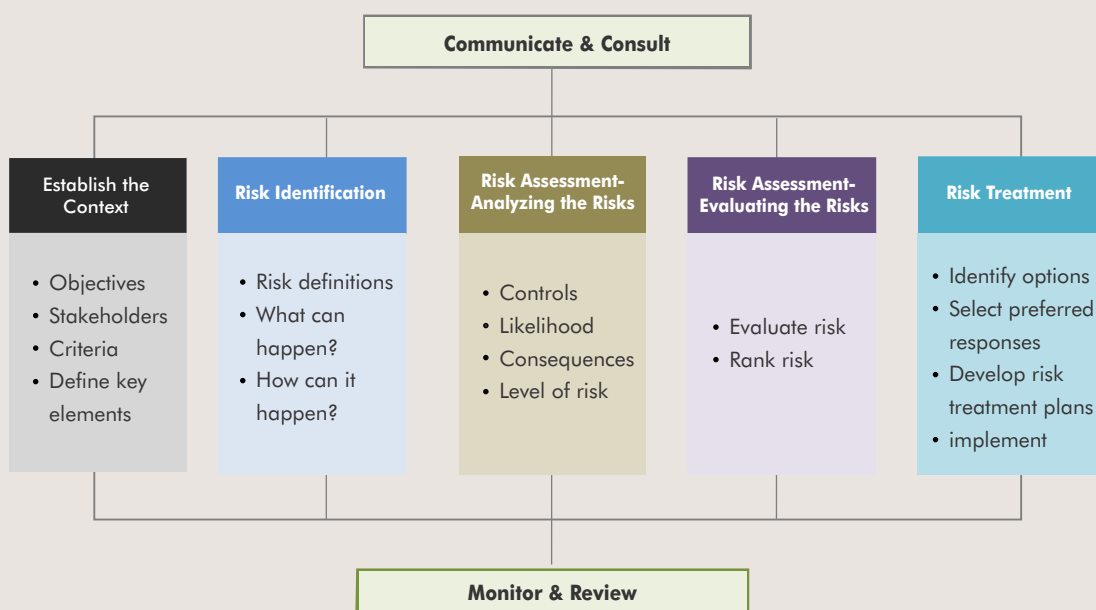 Communicate & Consult
Establish the
Context
• Objectives
• Stakeholders
• Criteria
• Define key
elements
Risk Identification
• Risk definitions
• What can
happen?
• How can it
happen?
Risk Assessment-
Analyzing the Risks
• Controls
• Likelihood
• Consequences
• Level of risk
Risk Assessment-
Evaluating the Risks
• Evaluate risk
• Rank risk
Risk Treatment
• Identify options
• Select preferred
responses
• Develop risk
treatment plans
• implement
Monitor & Review